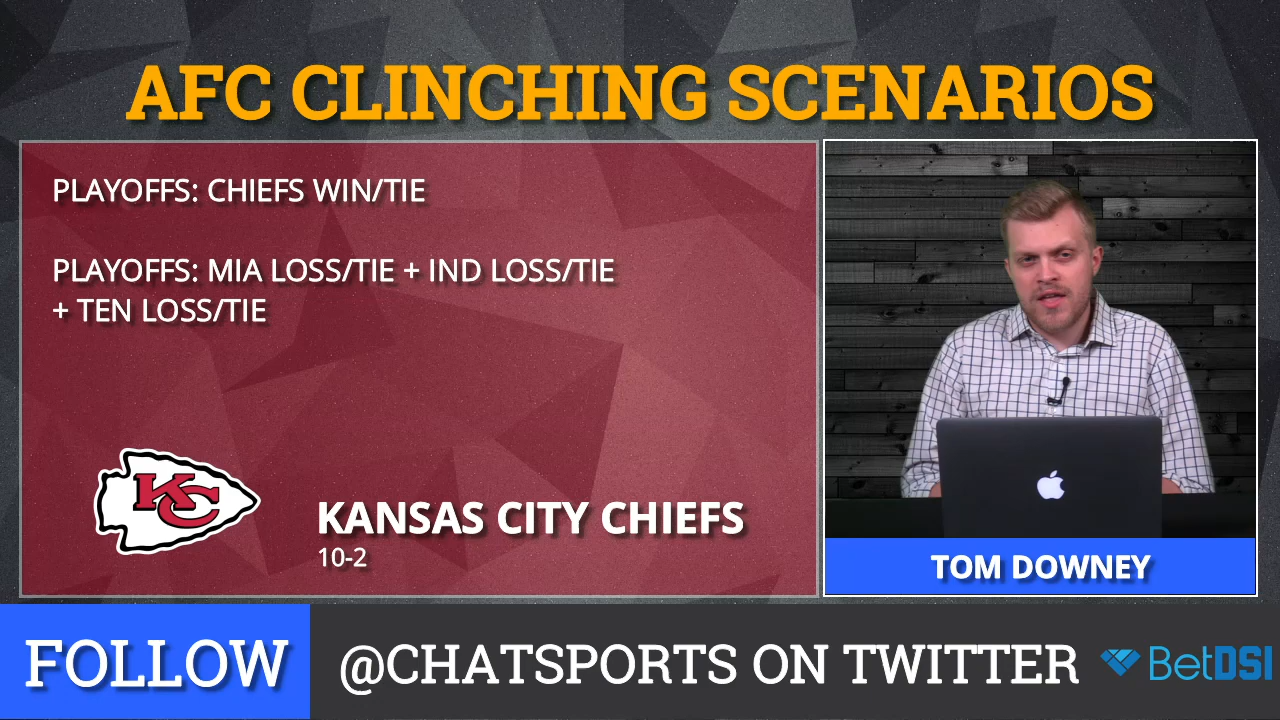 AFC CLINCHING SCENARIOS
PLAYOFFS: CHIEFS WIN/TIE
PLAYOFFS: MIA LOSS/TIE + IND LOSS/TIE
+ TEN LOSS/TIE
KC
KANSAS CITY CHIEFS
10-2
TOM DOWNEY
FOLLOW
@CHATSPORTS ON TWITTER
BetDSI